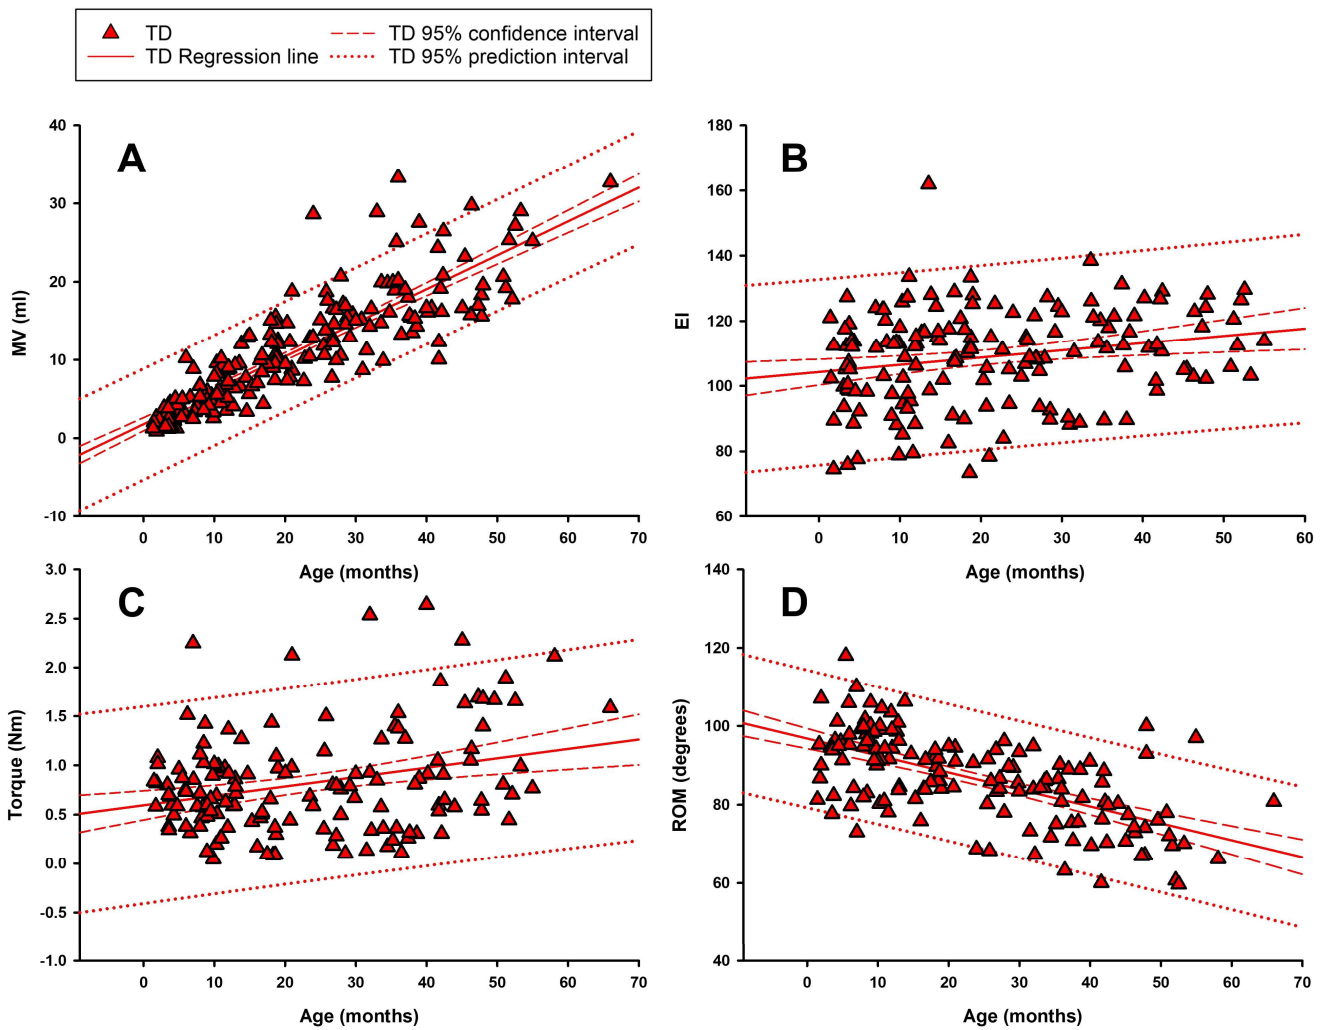 TD
TD 95% confidence interval
TD Regression line
TD 95% prediction interval
A
MV (ml)
40
30
20
10
0
-10
0 10 20 30 40 50 60 70
Age (months)
B
EI
180
160
140
120
100
80
60
0 10 20 30 40 50 60
Age (months)
C
Torque (Nm)
3.0
2.5
2.0
1.5
1.0
0.5
0.0
-0.5
-1.0
0 10 20 30 40 50 60 70
Age (months)
D
ROM (degrees)
140
120
100
80
60
40
0 10 20 30 40 50 60 70
Age (months)